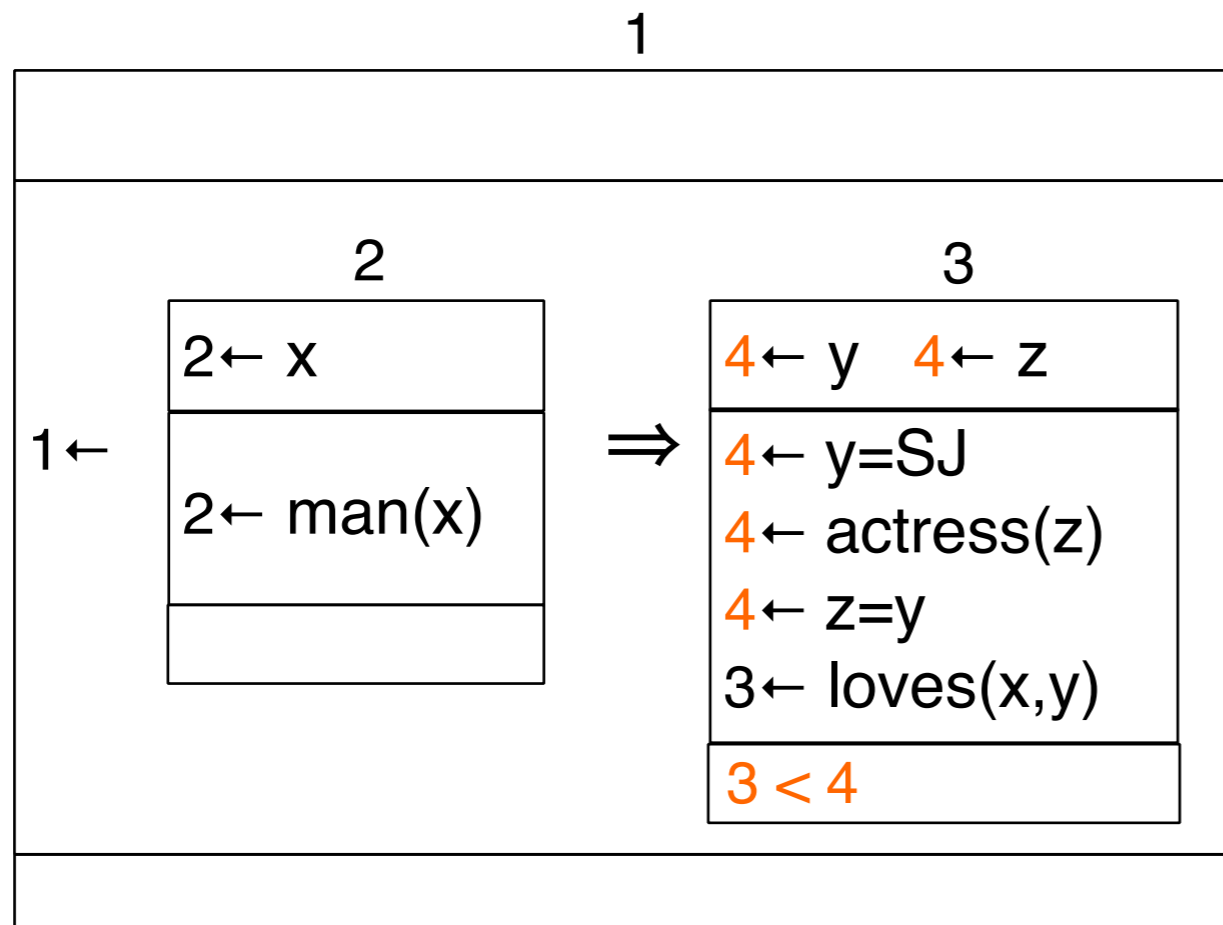 1
2 3
2← x 4← y 4← z
1← ⇒
2← man(x)
4← y=SJ
4← actress(z)
4← z=y
3← loves(x,y)
3 < 4